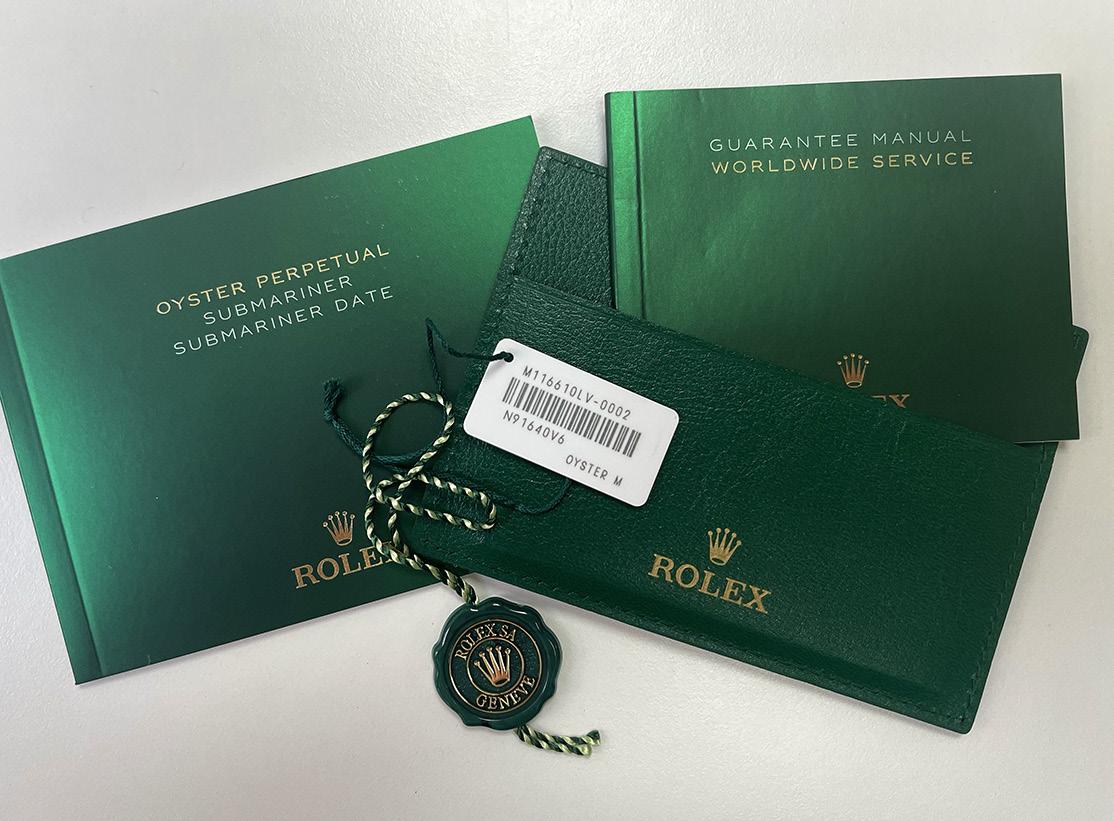 OYSTER PERPETUAL
SUBMARINER
SUBMARINER DATE
ROLEX
GUARANTEE MANUAL
WORLDWIDE SERVICE
M116610LV-0002
N91640V6
OYSTER M
ROLEX
ROLEX SA
GENEVE